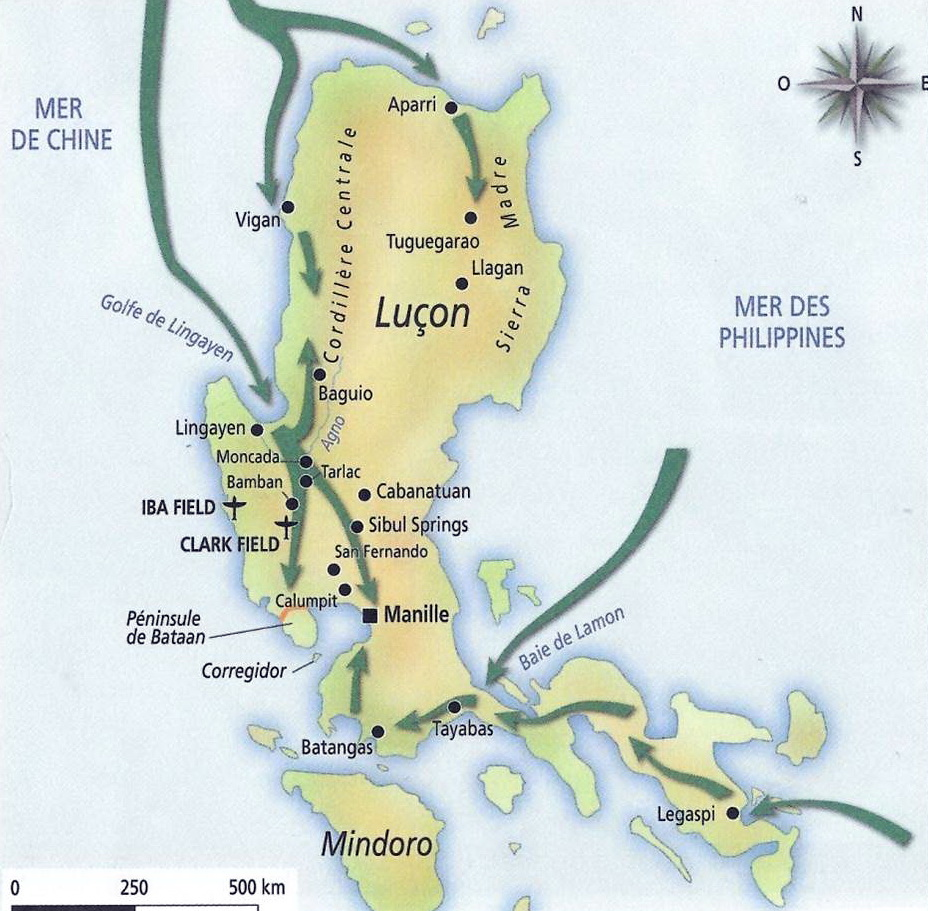 N
O
E
S
MER
DE CHINE
Aparri
Cordillère Centrale
Madre
Vigan
Tuguegarao
Llagan
Sierra
Luçon
Golfe de Lingayen
MER DES
PHILIPPINES
Baguio
Agno
Lingayen
Moncada
Tarlac
Bamban
Cabanatuan
IBA FIELD
Sibul Springs
CLARK FIELD
San Fernando
Calumpit
Manille
Péninsule
de Bataan
Baie de Lamon
Corregidor
Tayabas
Batangas
Legaspi
Mindoro
0 250 500 km